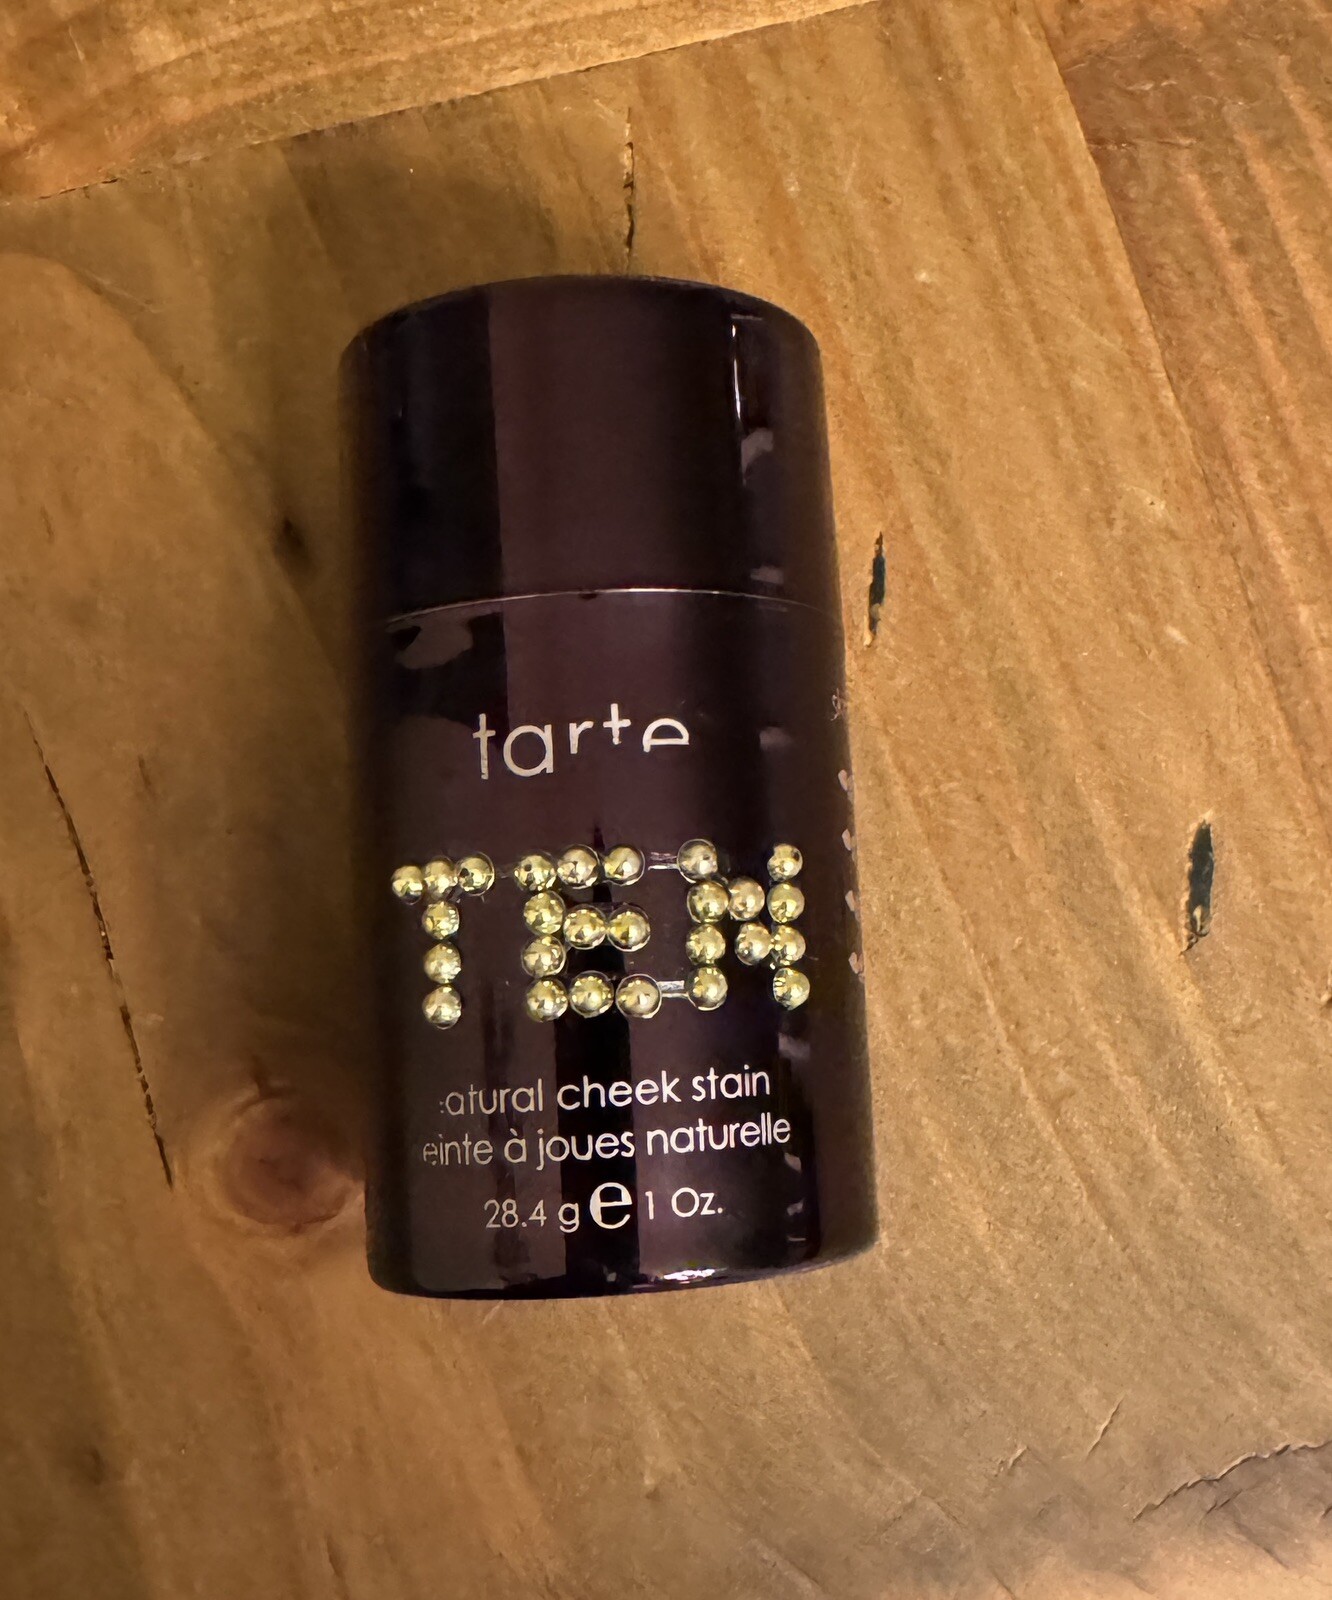 tarte
TEN
atural cheek stain
einte à joues naturelle
28.4 g e 1 Oz.